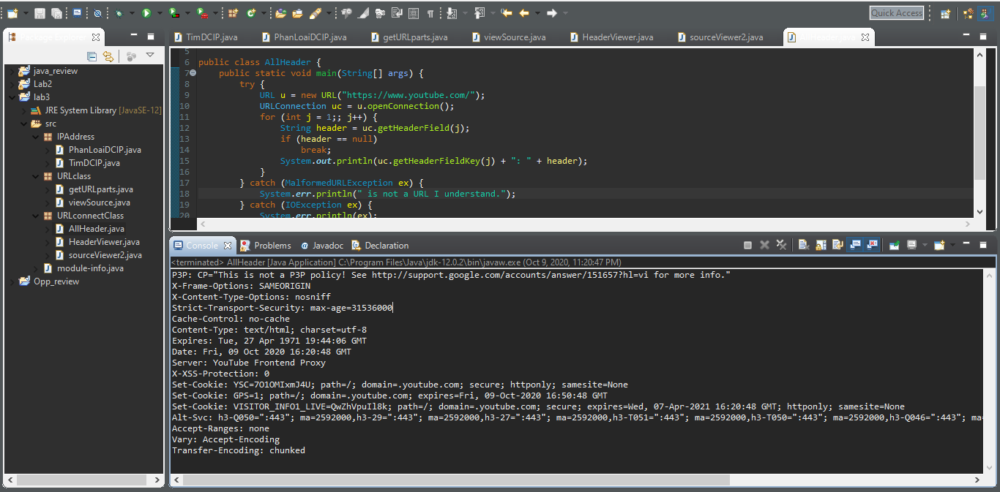 Quick Access
Package Explorer
java_review
Lab2
lab3
JRE System Library [JavaSE-12]
src
IPAddress
PhanLoaiDCIP.java
TimDCIP.java
URLclass
getURLparts.java
viewSource.java
URLconnectClass
AllHeader.java
HeaderViewer.java
sourceViewer2.java
module-info.java
Opp_review
TimDCIP.java PhanLoaiDCIP.java getURLparts.java viewSource.java HeaderViewer.java sourceViewer2.java AllHeader.java
5
6 public class AllHeader {
7 public static void main(String[] args) {
8 try {
9 URL u = new URL("https://www.youtube.com/");
10 URLConnection uc = u.openConnection();
11 for (int j = 1;; j++) {
12 String header = uc.getHeaderField(j);
13 if (header == null)
14 break;
15 System.out.println(uc.getHeaderFieldKey(j) + ": " + header);
16 }
17 } catch (MalformedURLException ex) {
18 System.err.println(" is not a URL I understand.");
19 } catch (IOException ex) {
20 System.err.println(ex);
Console Problems Javadoc Declaration
<terminated> AllHeader [Java Application] C:\Program Files\Java\jdk-12.0.2\bin\javaw.exe (Oct 9, 2020, 11:20:47 PM)
P3P: CP="This is not a P3P policy! See http://support.google.com/accounts/answer/151657?hl=vi for more info."
X-Frame-Options: SAMEORIGIN
X-Content-Type-Options: nosniff
Strict-Transport-Security: max-age=31536000
Cache-Control: no-cache
Content-Type: text/html; charset=utf-8
Expires: Tue, 27 Apr 1971 19:44:06 GMT
Date: Fri, 09 Oct 2020 16:20:48 GMT
Server: YouTube Frontend Proxy
X-XSS-Protection: 0
Set-Cookie: YSC=7O1OMIxmJ4U; path=/; domain=.youtube.com; secure; httponly; samesite=None
Set-Cookie: GPS=1; path=/; domain=.youtube.com; expires=Fri, 09-Oct-2020 16:50:48 GMT
Set-Cookie: VISITOR_INFO1_LIVE=QwZhVpuIl8k; path=/; domain=.youtube.com; secure; expires=Wed, 07-Apr-2021 16:20:48 GMT; httponly; samesite=None
Alt-Svc: h3-Q050=":443"; ma=2592000,h3-29=":443"; ma=2592000,h3-27=":443"; ma=2592000,h3-T051=":443"; ma=2592000,h3-T050=":443"; ma=2592000,h3-Q046=":443"; ma=
Accept-Ranges: none
Vary: Accept-Encoding
Transfer-Encoding: chunked